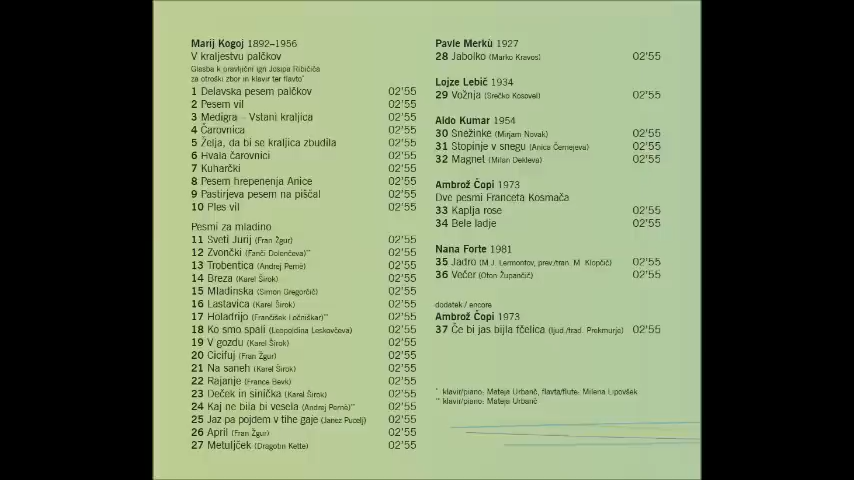 Marij Kogoj 1892–1956
V kraljestvu palčkov
Glasba k pravljični igri Josipa Ribičiča
za otroški zbor in klavir ter flavto*
1 Delavska pesem palčkov 02'55
2 Pesem vil 02'55
3 Medigra – Vstani kraljica 02'55
4 Čarovnica 02'55
5 Želja, da bi se kraljica zbudila 02'55
6 Hvala čarovnici 02'55
7 Kuharčki 02'55
8 Pesem hrepenenja Anice 02'55
9 Pastirjeva pesem na piščal 02'55
10 Ples vil 02'55
Pesmi za mladino
11 Sveti Jurij (Fran Žgur) 02'55
12 Zvončki (Fanči Dolenčeva)** 02'55
13 Trobentica (Andrej Pernè) 02'55
14 Breza (Karel Širok) 02'55
15 Mladinska (Simon Gregorčič) 02'55
16 Lastavica (Karel Širok) 02'55
17 Holadrijo (Frančišek Ločniškar)** 02'55
18 Ko smo spali (Leopoldina Leskovčeva) 02'55
19 V gozdu (Karel Širok) 02'55
20 Cicifuj (Fran Žgur) 02'55
21 Na saneh (Karel Širok) 02'55
22 Rajanje (France Bevk) 02'55
23 Deček in sinička (Karel Širok) 02'55
24 Kaj ne bila bi vesela (Andrej Pernè)** 02'55
25 Jaz pa pojdem v tihe gaje (Janez Pucelj) 02'55
26 April (Fran Žgur) 02'55
27 Metuljček (Dragotin Kette) 02'55
Pavle Merkù 1927
28 Jabolko (Marko Kravos) 02'55
Lojze Lebič 1934
29 Vožnja (Srečko Kosovel) 02'55
Aldo Kumar 1954
30 Snežinke (Mirjam Novak) 02'55
31 Stopinje v snegu (Anica Černejeva) 02'55
32 Magnet (Milan Dekleva) 02'55
Ambrož Čopi 1973
Dve pesmi Franceta Kosmača
33 Kaplja rose 02'55
34 Bele ladje 02'55
Nana Forte 1981
35 Jadro (M.J. Lermontov, prev./tran. M. Klopčič) 02'55
36 Večer (Oton Župančič) 02'55
dodatek / encore
Ambrož Čopi 1973
37 Če bi jas bijla fčelica (ljud./trad. Prekmurje) 02'55
* klavir/piano: Mateja Urbanč, flavta/flute: Milena Lipovšek
** klavir/piano: Mateja Urbanč